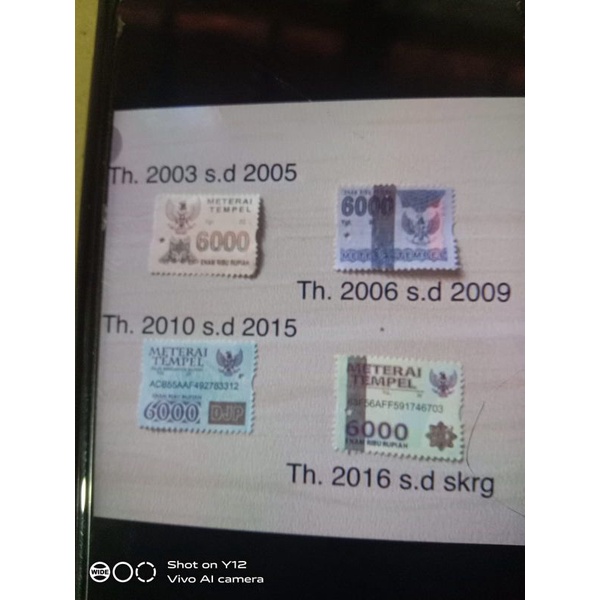 Th. 2003 s.d 2005
METERAI
TEMPEL
6000
ENAM RIBU RUPIAH
6000
Th. 2006 s.d 2009
Th. 2010 s.d 2015
METERAI
TEMPEL
6000
DJP
METERAI
TEMPEL
6000
ENAM RIBU RUPIAH
Th. 2016 s.d skrg
WIDE
Shot on Y12
Vivo AI camera